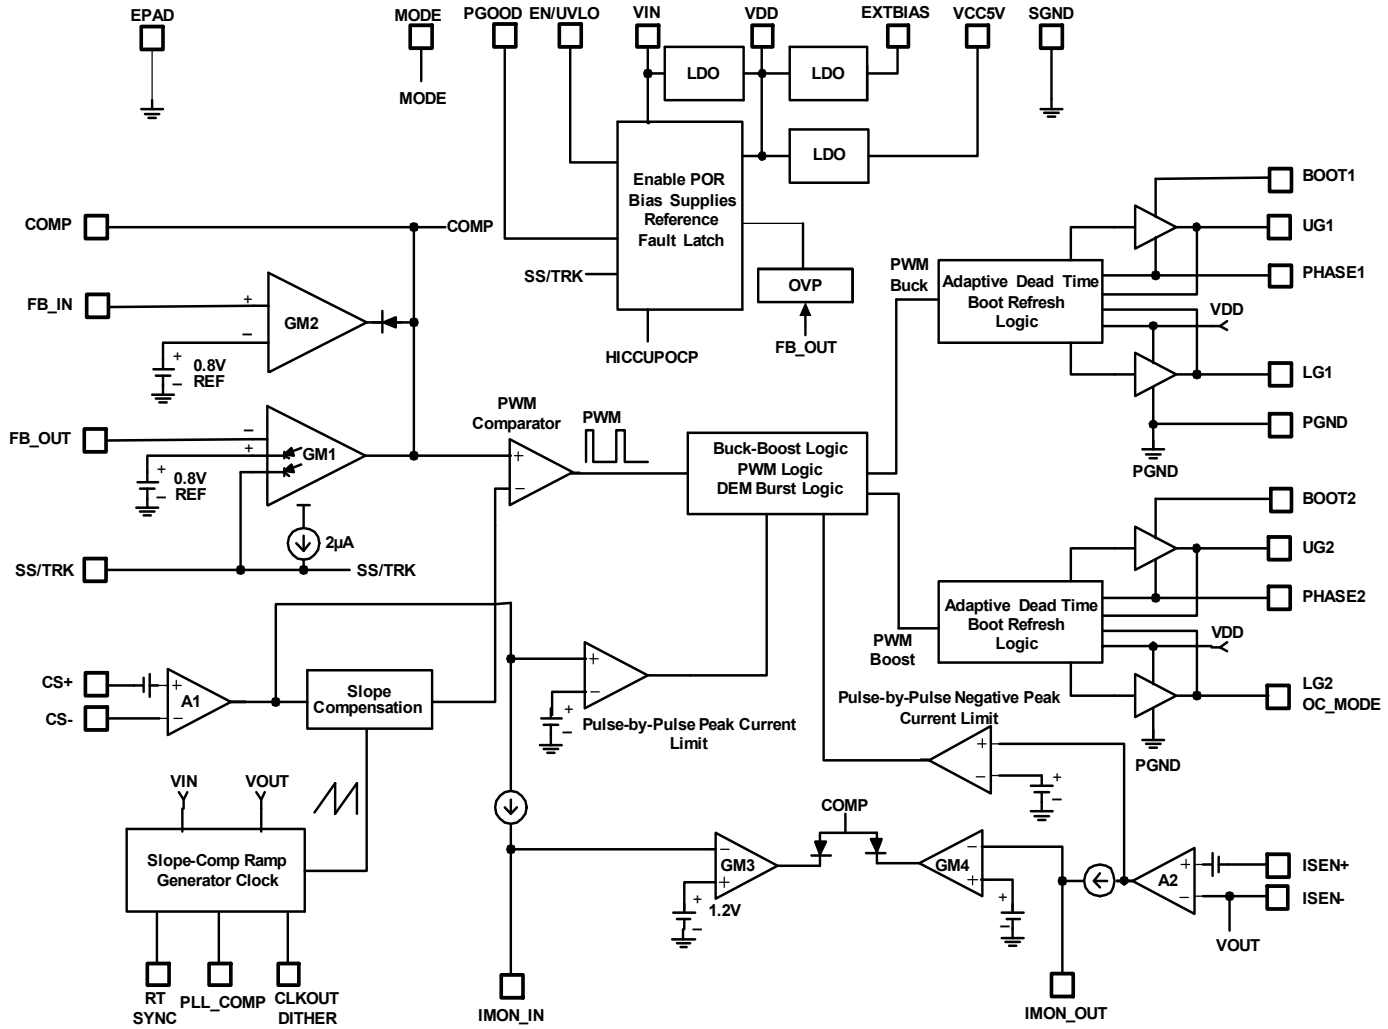 EPAD
MODE
PGOOD
EN/UVLO
VIN
VDD
EXTBIAS
VCC5V
SGND
MODE
LDO
LDO
LDO
Enable POR
Bias Supplies
Reference
Fault Latch
SS/TRK
HICCUPOCP
OVP
FB_OUT
COMP
COMP
FB_IN
+
−
GM2
+
−
0.8V
REF
FB_OUT
−
+
GM1
+
−
0.8V
REF
2µA
SS/TRK
SS/TRK
PWM
Comparator
+
−
PWM
Buck-Boost Logic
PWM Logic
DEM Burst Logic
PWM
Buck
Adaptive Dead Time
Boot Refresh
Logic
BOOT1
UG1
PHASE1
VDD
LG1
PGND
PGND
PWM
Boost
Adaptive Dead Time
Boot Refresh
Logic
BOOT2
UG2
PHASE2
VDD
LG2
OC_MODE
PGND
CS+
CS-
+
−
A1
Slope
Compensation
+
−
+
−
Pulse-by-Pulse Peak Current
Limit
Pulse-by-Pulse Negative Peak
Current Limit
+
−
+
−
VIN
VOUT
Slope-Comp Ramp
Generator Clock
RT
SYNC
PLL_COMP
CLKOUT
DITHER
IMON_IN
−
+
GM3
+
−
1.2V
COMP
GM4
−
+
+
−
A2
+
−
ISEN+
ISEN-
VOUT
IMON_OUT